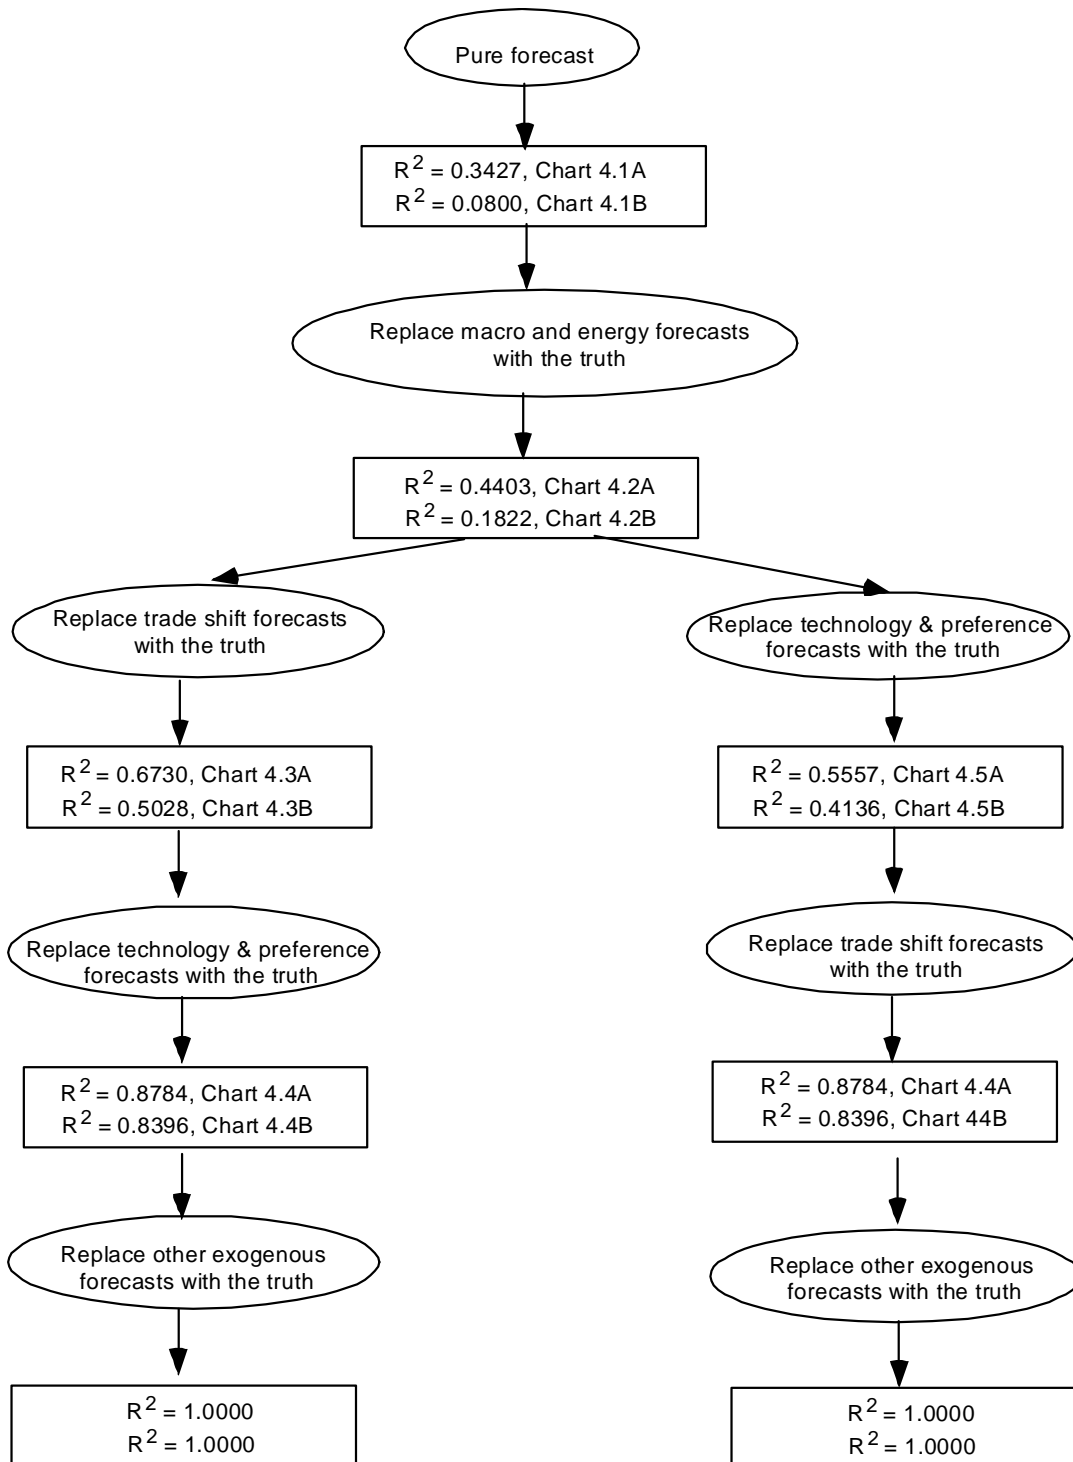 Pure forecast
R² = 0.3427, Chart 4.1A
R² = 0.0800, Chart 4.1B
Replace macro and energy forecasts
with the truth
R² = 0.4403, Chart 4.2A
R² = 0.1822, Chart 4.2B
Replace trade shift forecasts
with the truth
R² = 0.6730, Chart 4.3A
R² = 0.5028, Chart 4.3B
Replace technology & preference
forecasts with the truth
R² = 0.8784, Chart 4.4A
R² = 0.8396, Chart 4.4B
Replace other exogenous
forecasts with the truth
R² = 1.0000
R² = 1.0000
Replace technology & preference
forecasts with the truth
R² = 0.5557, Chart 4.5A
R² = 0.4136, Chart 4.5B
Replace trade shift forecasts
with the truth
R² = 0.8784, Chart 4.4A
R² = 0.8396, Chart 44B
Replace other exogenous
forecasts with the truth
R² = 1.0000
R² = 1.0000